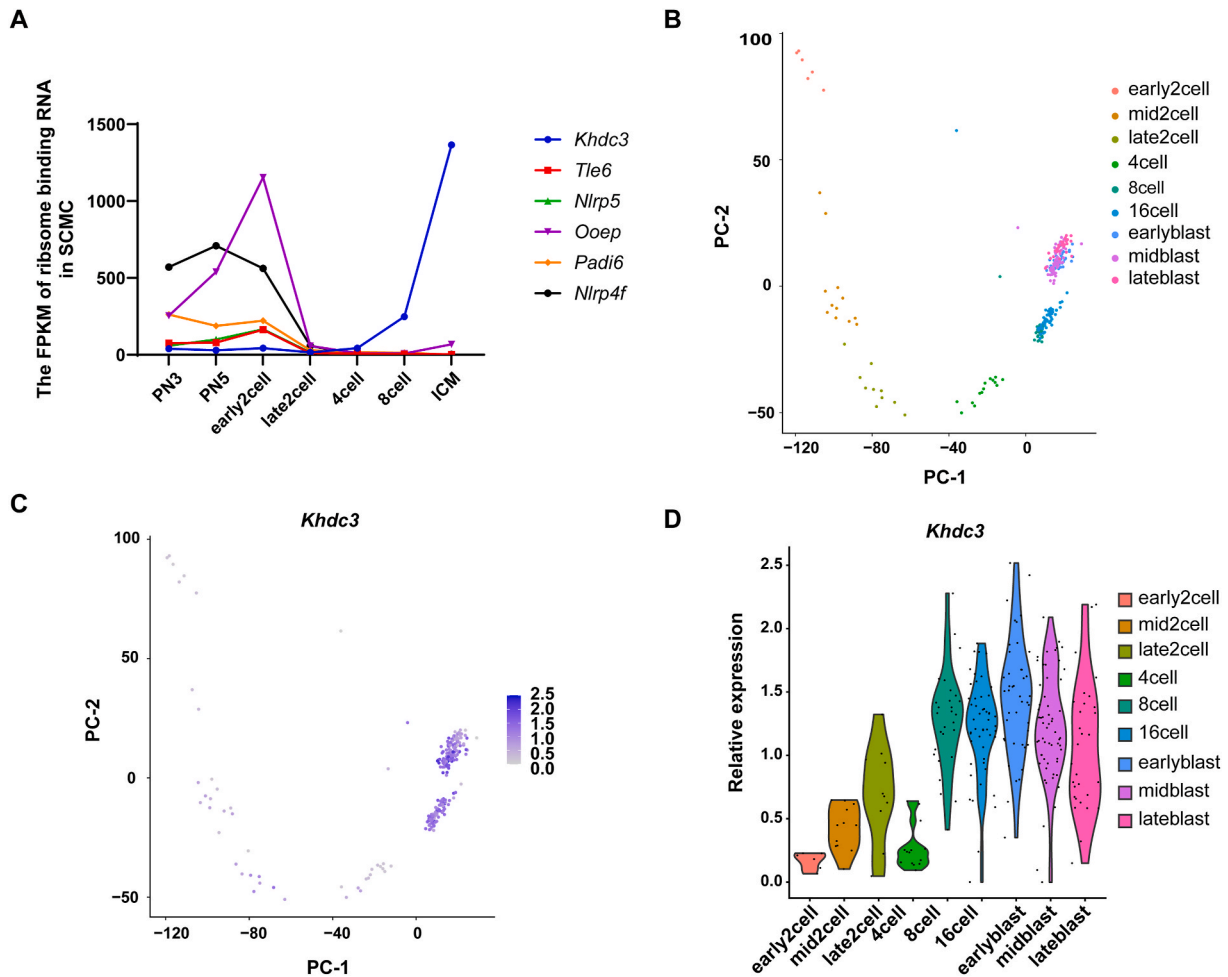 A
The FPKM of ribsome binding RNA
in SCMC
1500
1000
500
0
PN3
PN5
early2cell
late2cell
4cell
8cell
ICM
Khdc3
Tle6
Nlrp5
Ooep
Padi6
Nlrp4f
B
PC-2
100
50
0
−50
−120
−80
−40
0
PC-1
early2cell
mid2cell
late2cell
4cell
8cell
16cell
earlyblast
midblast
lateblast
C
Khdc3
PC-2
100
50
0
−50
−120
−80
−40
0
PC-1
2.5
2.0
1.5
1.0
0.5
0.0
D
Khdc3
Relative expression
2.5
2.0
1.5
1.0
0.5
0.0
early2cell
mid2cell
late2cell
4cell
8cell
16cell
earlyblast
midblast
lateblast
early2cell
mid2cell
late2cell
4cell
8cell
16cell
earlyblast
midblast
lateblast